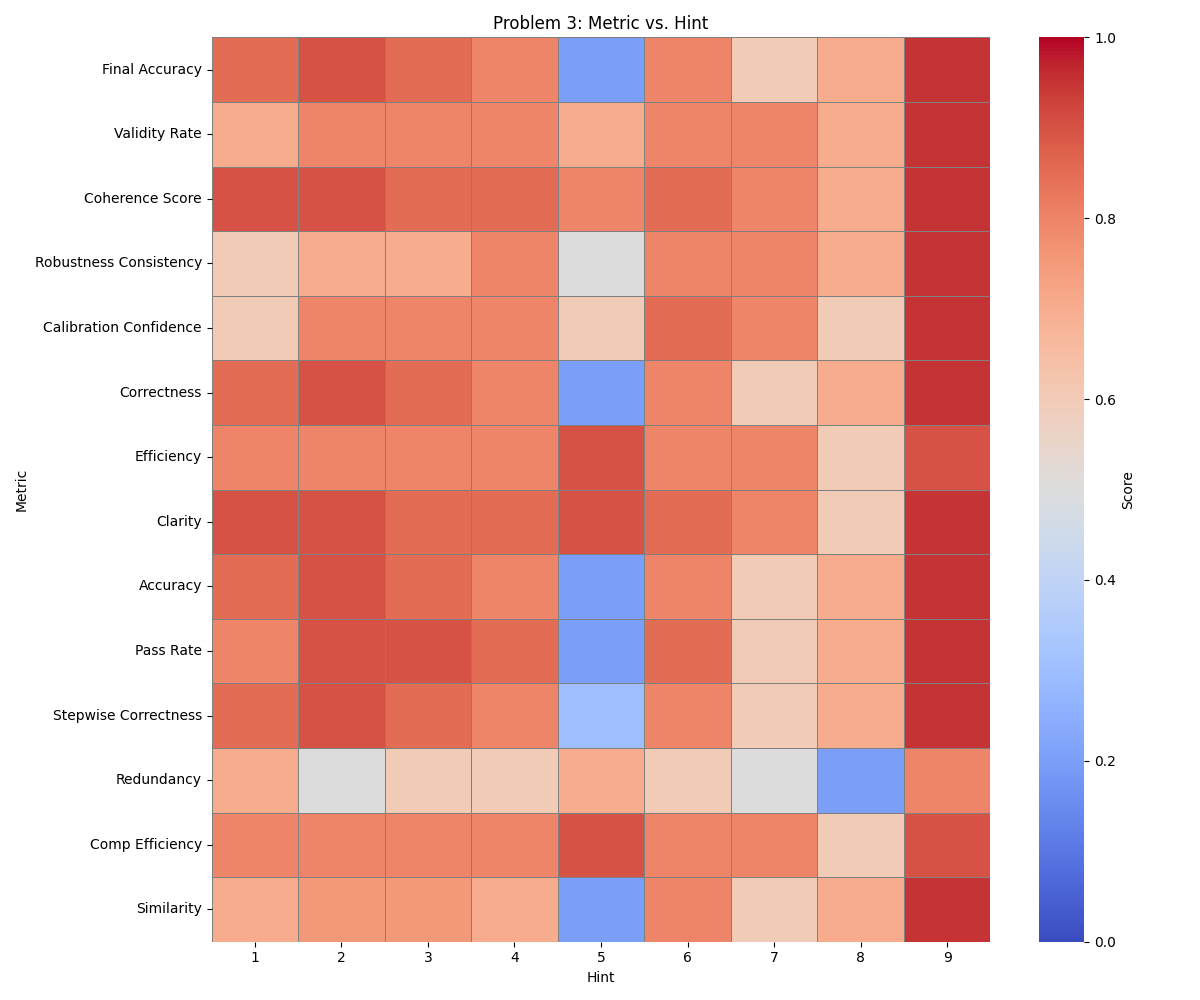 Problem 3: Metric vs. Hint
Final Accuracy
Validity Rate
Coherence Score
Robustness Consistency
Calibration Confidence
Correctness
Efficiency
Clarity
Accuracy
Pass Rate
Stepwise Correctness
Redundancy
Comp Efficiency
Similarity
Metric
1 2 3 4 5 6 7 8 9
Hint
1.0
0.8
0.6
0.4
0.2
0.0
Score